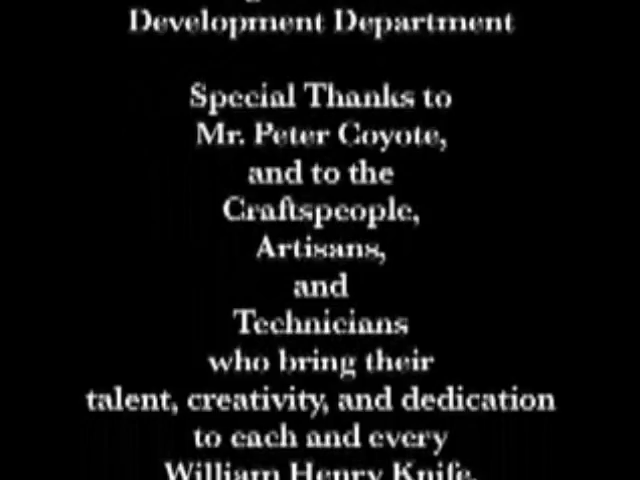 Development Department
Special Thanks to
Mr. Peter Coyote,
and to the
Craftspeople,
Artisans,
and
Technicians
who bring their
talent, creativity, and dedication
to each and every
William Henry Knife.